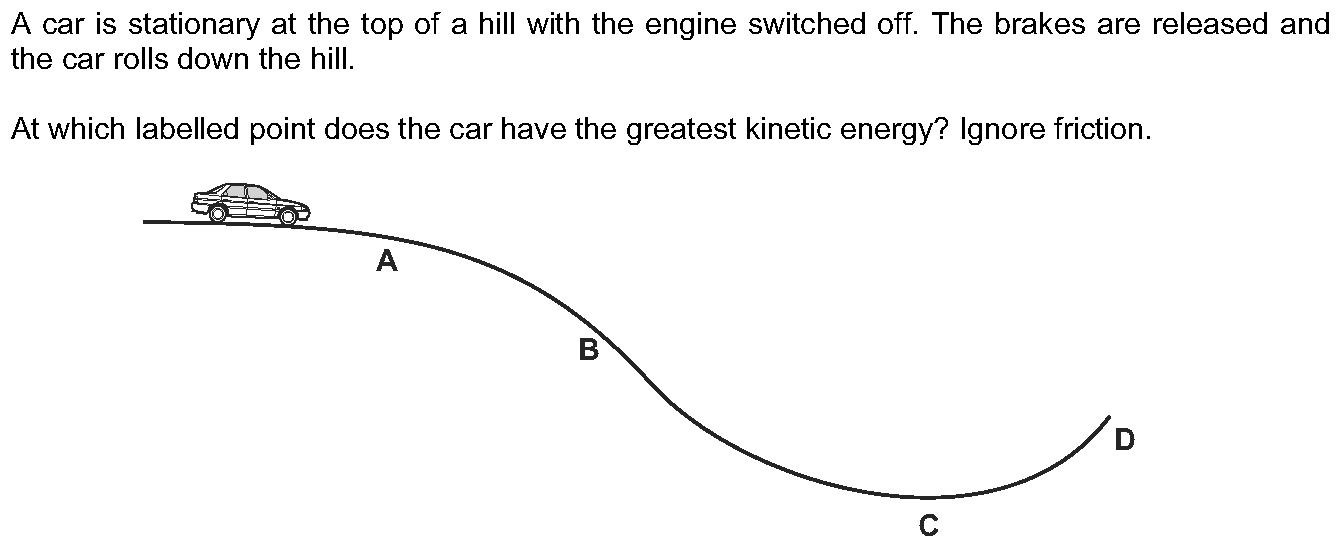 A car is stationary at the top of a hill with the engine switched off. The brakes are released and
the car rolls down the hill.
At which labelled point does the car have the greatest kinetic energy? Ignore friction.
A
B
D
C